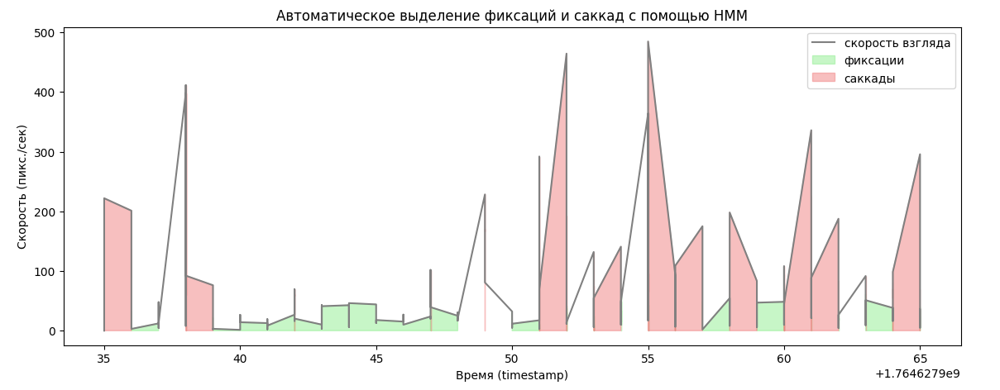 Автоматическое выделение фиксаций и саккад с помощью HMM
скорость взгляда
фиксации
саккады
Скорость (пикс./сек)
500
400
300
200
100
0
35 40 45 50 55 60 65
Время (timestamp)
+1.7646279e9